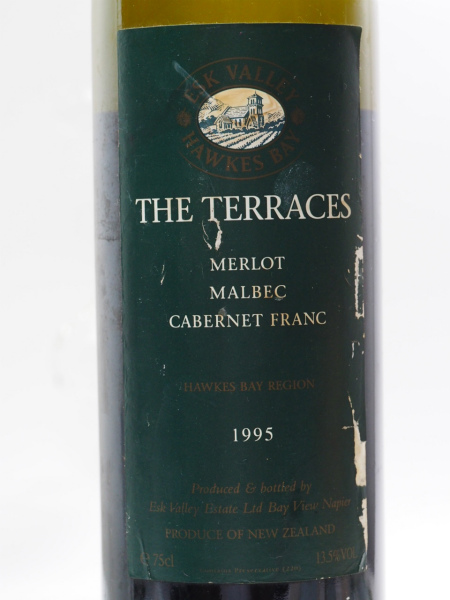 ESK VALLEY
HAWKES BAY
THE TERRACES
MERLOT
MALBEC
CABERNET FRANC
HAWKES BAY REGION
1995
Produced & bottled by
Esk Valley Estate Ltd Bay View Napier
PRODUCE OF NEW ZEALAND
75cl 13.5%VOL